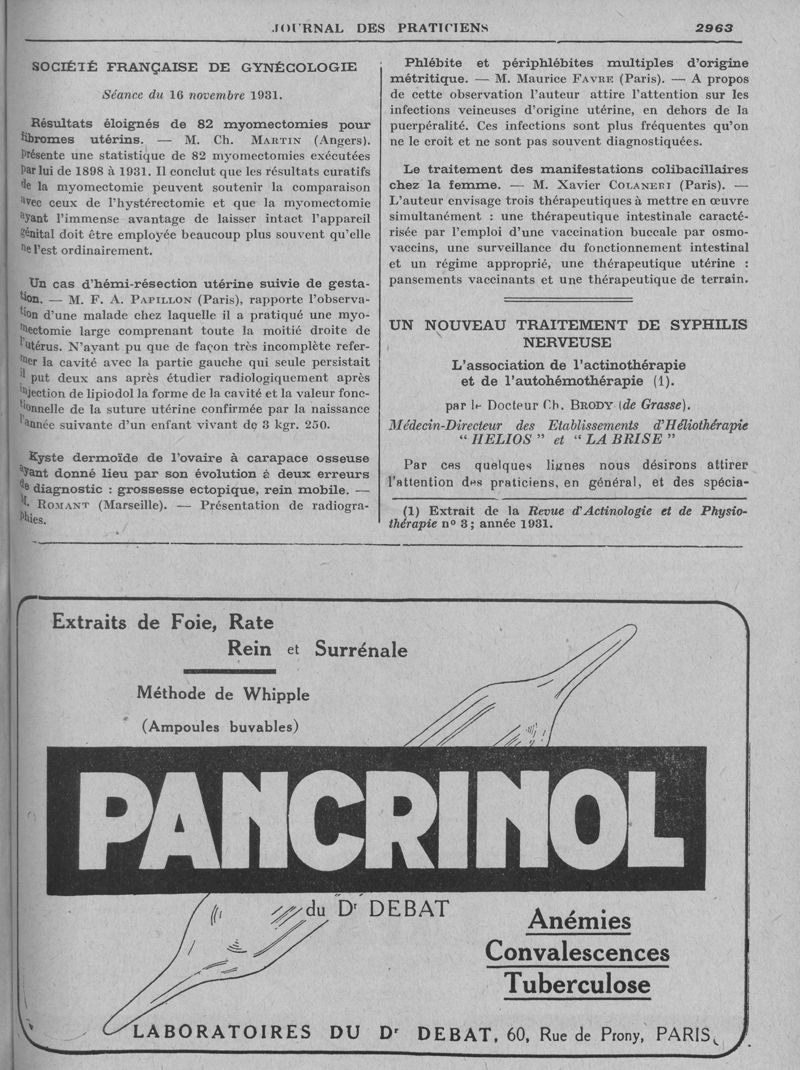 JOURNAL DES PRATICIENS 2963
SOCIÉTÉ FRANÇAISE DE GYNÉCOLOGIE
Séance du 16 novembre 1931.
Résultats éloignés de 82 myomectomies pour
fibromes utérins. — M. Ch. MARTIN (Angers).
Présente une statistique de 82 myomectomies exécutées
par lui de 1898 à 1931. Il conclut que les résultats curatifs
de la myomectomie peuvent soutenir la comparaison
avec ceux de l'hystérectomie et que la myomectomie
ayant l'immense avantage de laisser intact l'appareil
génital doit être employée beaucoup plus souvent qu'elle
ne l'est ordinairement.
Un cas d'hémi-résection utérine suivie de gesta-
tion. — M. F. A. PAPILLON (Paris), rapporte l'observa-
tion d'une malade chez laquelle il a pratiqué une myo-
mectomie large comprenant toute la moitié droite de
l'utérus. N'ayant pu que de façon très incomplète refer-
mer la cavité avec la partie gauche qui seule persistait
il put deux ans après étudier radiologiquement après
injection de lipiodol la forme de la cavité et la valeur fonc-
tionnelle de la suture utérine confirmée par la naissance
l'année suivante d'un enfant vivant de 3 kgr. 250.
Kyste dermoïde de l'ovaire à carapace osseuse
ayant donné lieu par son évolution à deux erreurs
de diagnostic : grossesse ectopique, rein mobile. —
M. ROMANT (Marseille). — Présentation de radiogra-
phies.
Phlébite et périphlébites multiples d'origine
métritique. — M. Maurice FAVRE (Paris). — A propos
de cette observation l'auteur attire l'attention sur les
infections veineuses d'origine utérine, en dehors de la
puerpéralité. Ces infections sont plus fréquentes qu'on
ne le croit et ne sont pas souvent diagnostiquées.
Le traitement des manifestations colibacillaires
chez la femme. — M. Xavier COLANERI (Paris). —
L'auteur envisage trois thérapeutiques à mettre en œuvre
simultanément : une thérapeutique intestinale caracté-
risée par l'emploi d'une vaccination buccale par osmo-
vaccins, une surveillance du fonctionnement intestinal
et un régime approprié, une thérapeutique utérine :
pansements vaccinants et une thérapeutique de terrain.
UN NOUVEAU TRAITEMENT DE SYPHILIS
NERVEUSE
L'association de l'actinothérapie
et de l'autohémothérapie (1).
par le Docteur Ch. BRODY (de Grasse).
Médecin-Directeur des Etablissements d'Héliothérapie
“ HELIOS ” et “ LA BRISE ”
Par ces quelques lignes nous désirons attirer
l'attention des praticiens, en général, et des spécia-
(1) Extrait de la Revue d'Actinologie et de Physio-
thérapie nº 3 ; année 1931.
Extraits de Foie, Rate
Rein et Surrénale
Méthode de Whipple
(Ampoules buvables)
PANCRINOL
du Dr DEBAT
Anémies
Convalescences
Tuberculose
LABORATOIRES DU Dr DEBAT, 60, Rue de Prony, PARIS